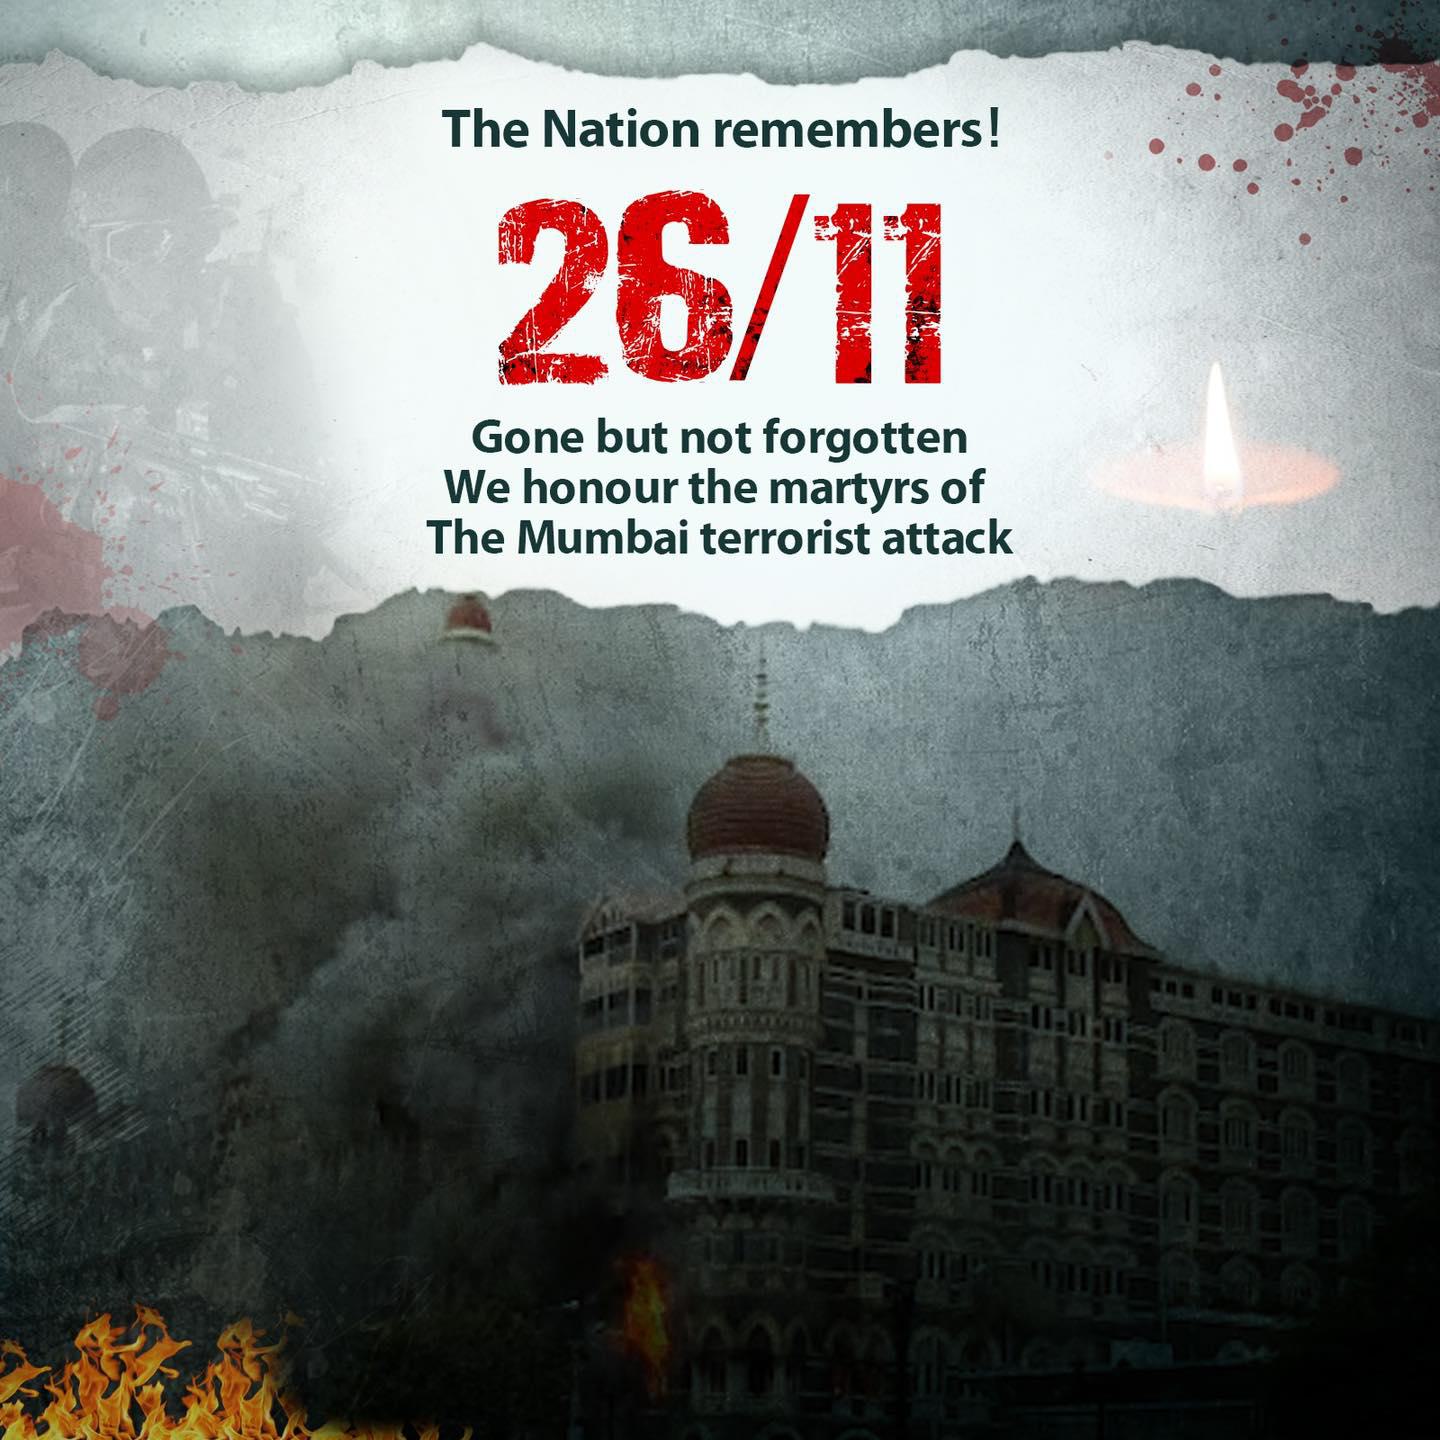 The Nation remembers!
26/11
Gone but not forgotten
We honour the martyrs of
The Mumbai terrorist attack